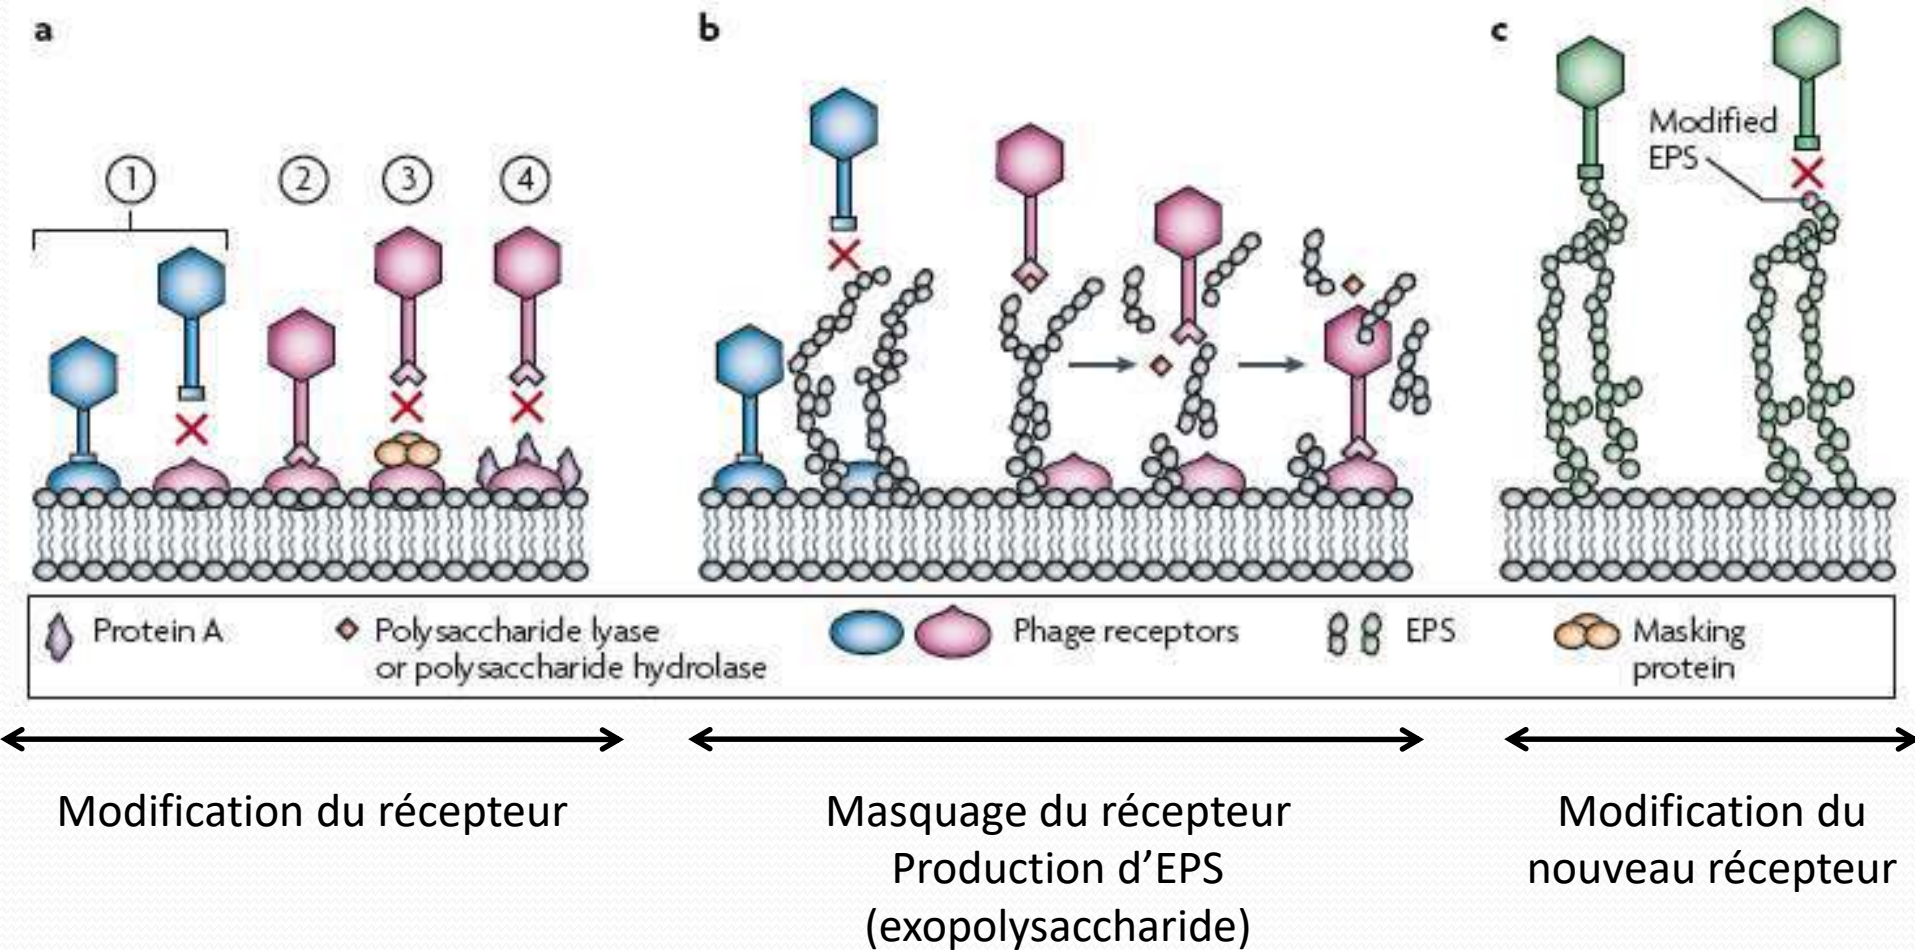 a
b
c
Modified
EPS
1
2
3
4
Protein A
Polysaccharide lyase
or polysaccharide hydrolase
Phage receptors
EPS
Masking
protein
Modification du récepteur
Masquage du récepteur
Production d’EPS
(exopolysaccharide)
Modification du
nouveau récepteur